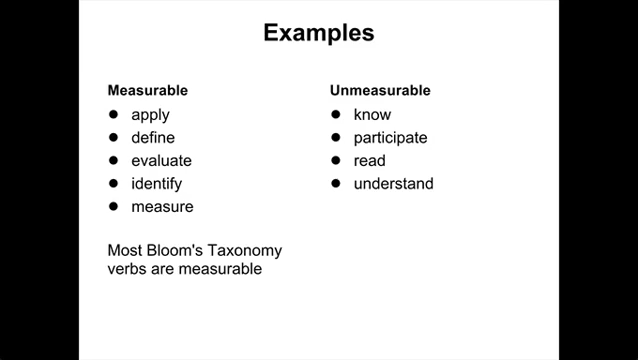 Examples
Measurable
apply
define
evaluate
identify
measure
Most Bloom's Taxonomy
verbs are measurable
Unmeasurable
know
participate
read
understand